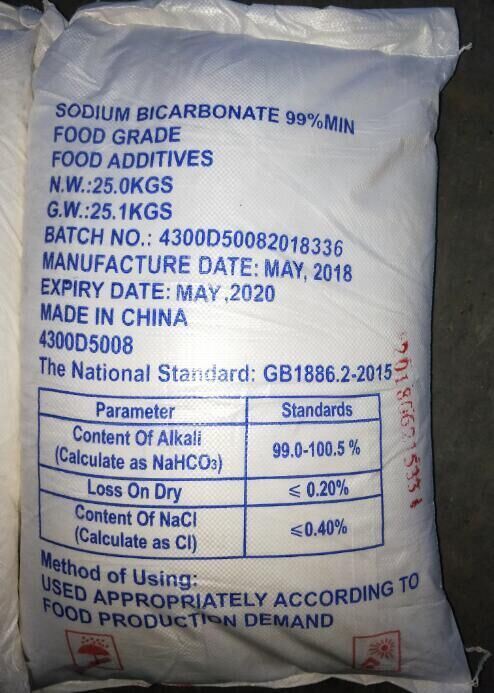 SODIUM BICARBONATE 99%MIN
FOOD GRADE
FOOD ADDITIVES
N.W.:25.0KGS
G.W.:25.1KGS
BATCH NO.: 4300D50082018336
MANUFACTURE DATE: MAY, 2018
EXPIRY DATE: MAY,2020
MADE IN CHINA
4300D5008
The National Standard: GB1886.2-2015
Parameter Standards
Content Of Alkali
(Calculate as NaHCO₃) 99.0-100.5 %
Loss On Dry ≤0.20%
Content Of NaCl
(Calculate as Cl) ≤0.40%
Method of Using:
USED APPROPRIATELY ACCORDING TO
FOOD PRODUCTION DEMAND